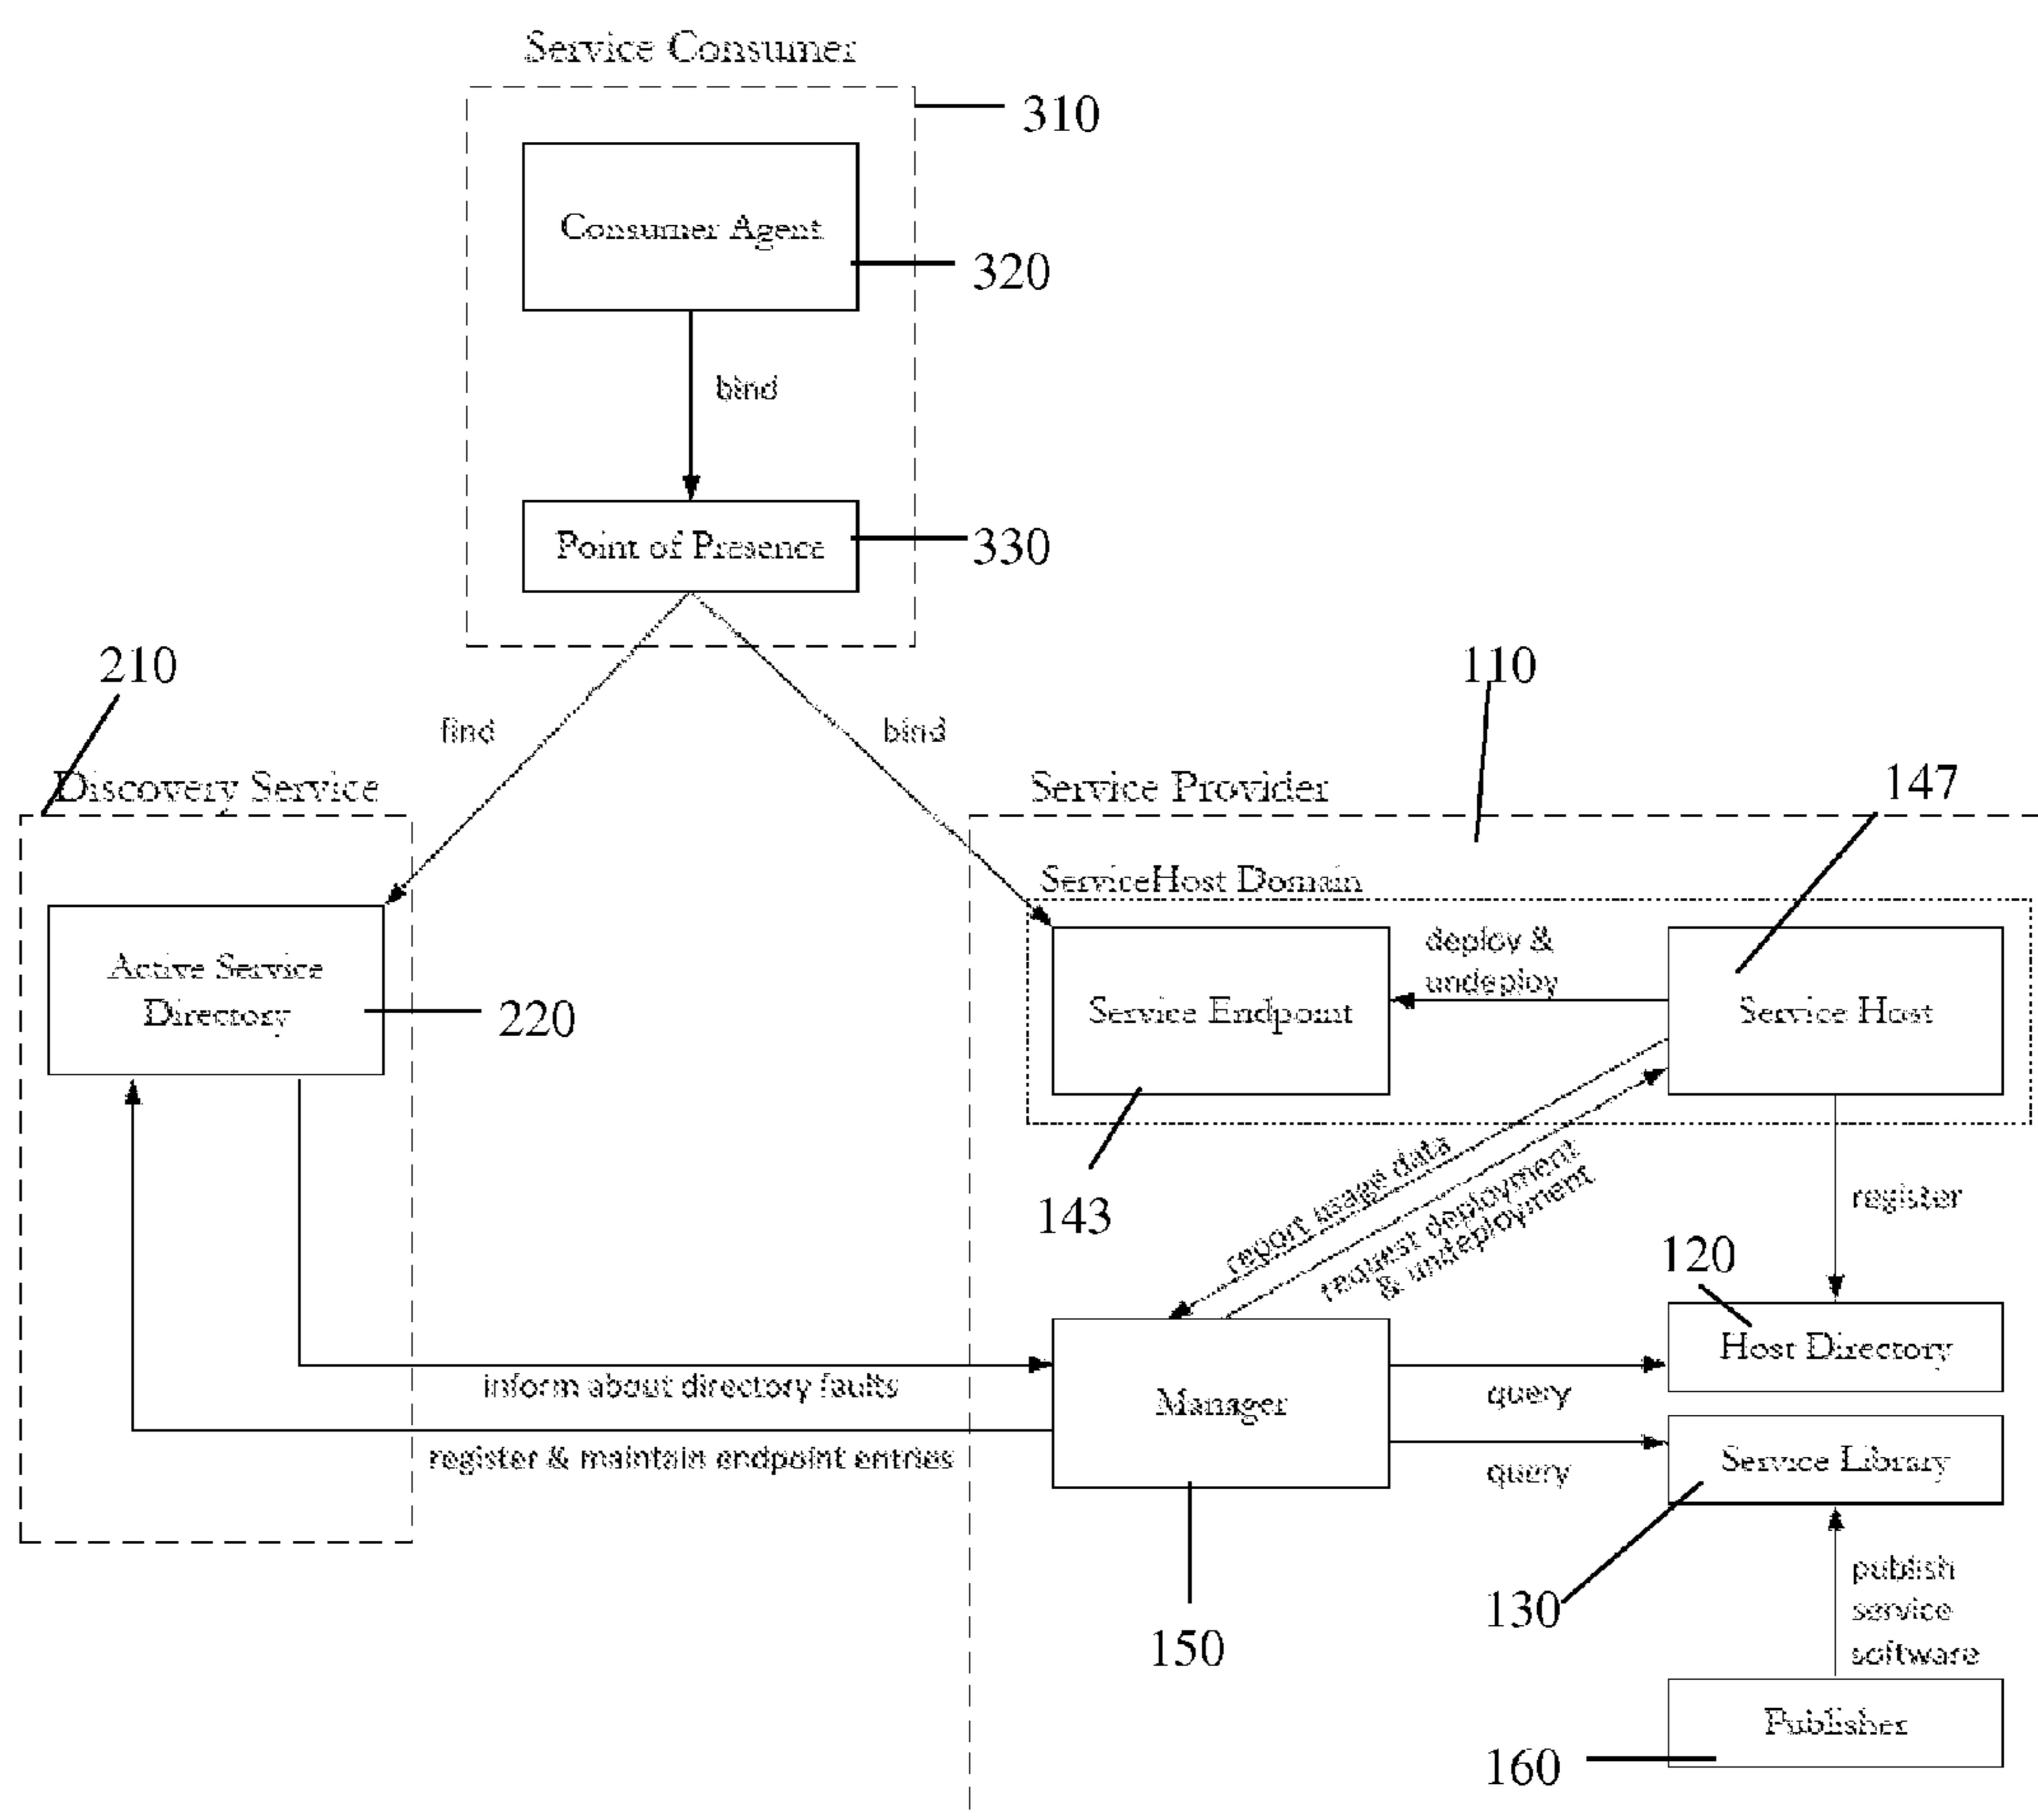 Service Consumer
310
Consumer Agent
320
bind
Point of Presence
330
210
110
find
bind
Discovery Service
Service Provider
147
ServiceHost Domain
Active Service
Directory
220
deploy &
undeploy
Service Endpoint
Service Host
143
report usage data
request deployment
& undeployment
register
120
Host Directory
inform about directory faults
Manager
query
register & maintain endpoint entries
query
Service Library
130
150
publish
service
software
Publisher
160